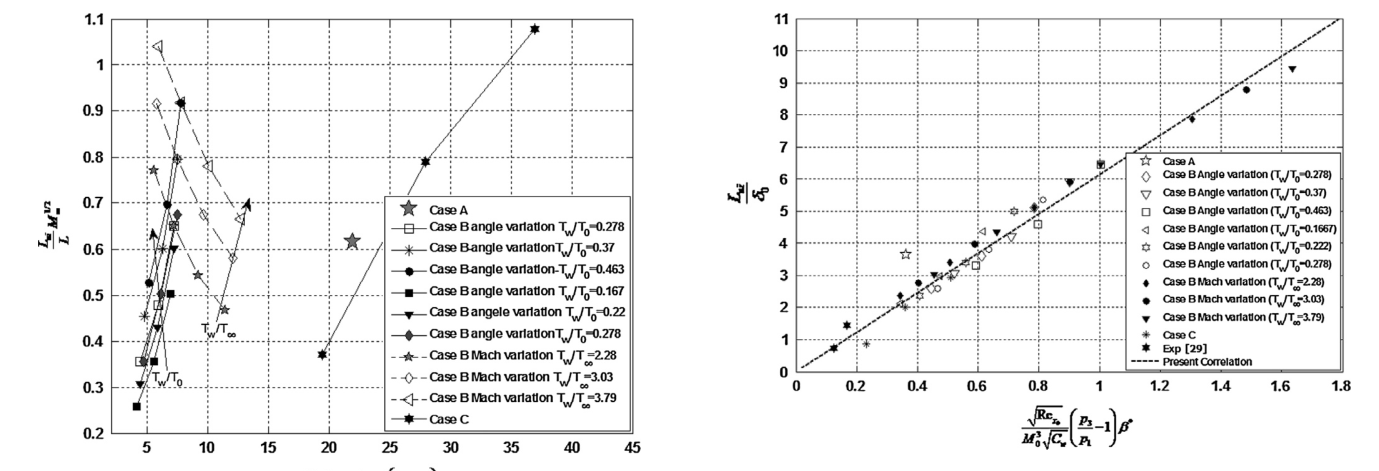 1.1
1
0.9
0.8
0.7
0.6
0.5
0.4
0.3
0.2
5
10
15
20
25
30
35
40
45
T_w/T_∞
T_w/T_0
Case A
Case B angle variation T_w/T_0=0.278
Case B angle variation T_w/T_0=0.37
Case B angle variation-T_w/T_0=0.463
Case B angle variation T_w/T_0=0.167
Case B angele variation T_w/T_0=0.22
Case B angle variation T_w/T_0=0.278
Case B Mach variation T_w/T_∞=2.28
Case B Mach varation T_w/T_∞=3.03
Case B Mach variation T_w/T_∞=3.79
Case C
11
10
9
8
7
6
5
4
3
2
1
0
0
0.2
0.4
0.6
0.8
1
1.2
1.4
1.6
1.8
Case A
Case B Angle variation (T_w/T_0=0.278)
Case B Angle variation (T_w/T_0=0.37)
Case B Angle variation (T_w/T_0=0.463)
Case B Angle variation (T_w/T_0=0.1667)
Case B Angle variation (T_w/T_0=0.222)
Case B Angle variation (T_w/T_0=0.278)
Case B Mach variation (T_w/T_∞=2.28)
Case B Mach variation (T_w/T_∞=3.03)
Case B Mach variation (T_w/T_∞=3.79)
Case C
Exp [29]
Present Correlation